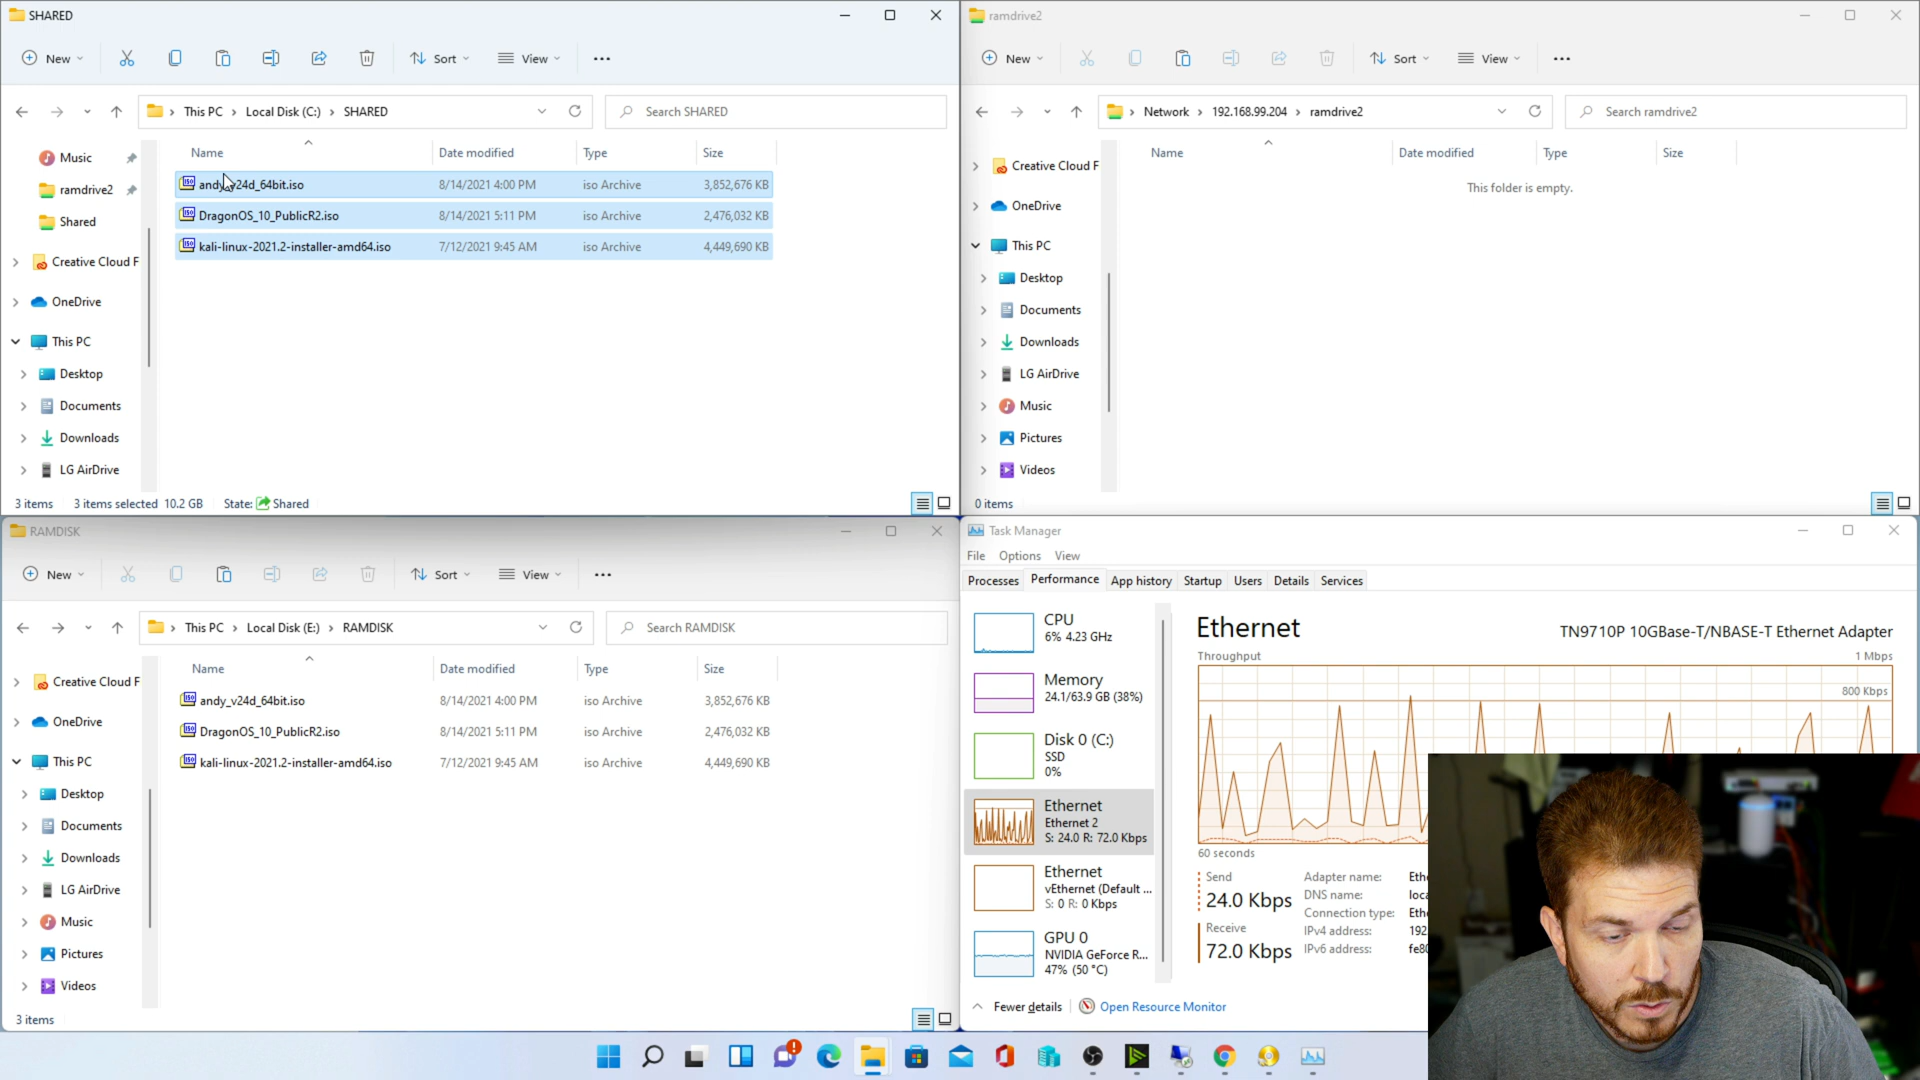 SHARED
New
Sort
View
This PC
Local Disk (C:)
SHARED
Search SHARED
Music
ramdrive2
Shared
Creative Cloud F
OneDrive
This PC
Desktop
Documents
Downloads
LG AirDrive
Name
Date modified
Type
Size
andy_v24d_64bit.iso
8/14/2021 4:00 PM
iso Archive
3,852,676 KB
DragonOS_10_PublicR2.iso
8/14/2021 5:11 PM
iso Archive
2,476,032 KB
kali-linux-2021.2-installer-amd64.iso
7/12/2021 9:45 AM
iso Archive
4,449,690 KB
3 items
3 items selected 10.2 GB
State: Shared
ramdrive2
New
Sort
View
Network
192.168.99.204
ramdrive2
Search ramdrive2
Creative Cloud F
OneDrive
This PC
Desktop
Documents
Downloads
LG AirDrive
Music
Pictures
Videos
Name
Date modified
Type
Size
This folder is empty.
0 items
RAMDISK
New
Sort
View
This PC
Local Disk (E:)
RAMDISK
Search RAMDISK
Creative Cloud F
OneDrive
This PC
Desktop
Documents
Downloads
LG AirDrive
Music
Pictures
Videos
Name
Date modified
Type
Size
andy_v24d_64bit.iso
8/14/2021 4:00 PM
iso Archive
3,852,676 KB
DragonOS_10_PublicR2.iso
8/14/2021 5:11 PM
iso Archive
2,476,032 KB
kali-linux-2021.2-installer-amd64.iso
7/12/2021 9:45 AM
iso Archive
4,449,690 KB
3 items
Task Manager
File Options View
Processes
Performance
App history
Startup
Users
Details
Services
CPU
6% 4.23 GHz
Memory
24.1/63.9 GB (38%)
Disk 0 (C:)
SSD
0%
Ethernet
Ethernet 2
S: 24.0 R: 72.0 Kbps
Ethernet
vEthernet (Default ...
S: 0 R: 0 Kbps
GPU 0
NVIDIA GeForce R...
47% (50 °C)
Ethernet
TN9710P 10GBase-T/NBASE-T Ethernet Adapter
Throughput
1 Mbps
800 Kbps
60 seconds
Send
24.0 Kbps
Receive
72.0 Kbps
Adapter name: Eth
DNS name: loca
Connection type: Eth
IPv4 address: 192
IPv6 address: fe80
Fewer details
Open Resource Monitor